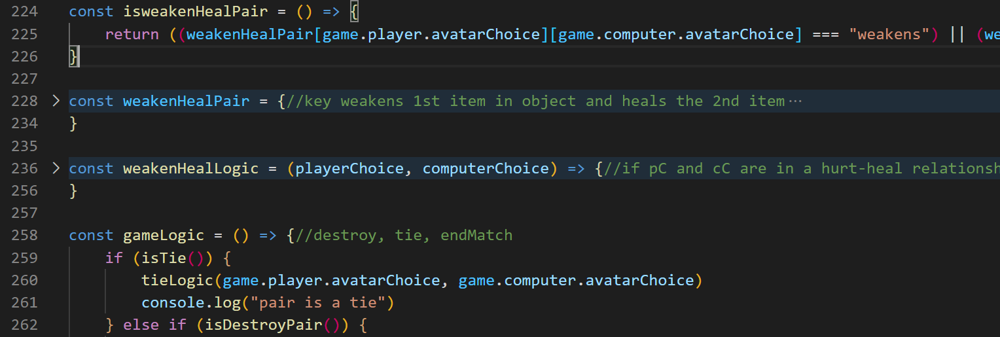 224 const isweakenHealPair = () => {
225     return ((weakenHealPair[game.player.avatarChoice][game.computer.avatarChoice] === "weakens") || (we
226 }
227
228 > const weakenHealPair = {//key weakens 1st item in object and heals the 2nd item···
234 }
235
236 > const weakenHealLogic = (playerChoice, computerChoice) => {//if pC and cC are in a hurt-heal relationsh
256 }
257
258 const gameLogic = () => {//destroy, tie, endMatch
259     if (isTie()) {
260         tieLogic(game.player.avatarChoice, game.computer.avatarChoice)
261         console.log("pair is a tie")
262     } else if (isDestroyPair()) {